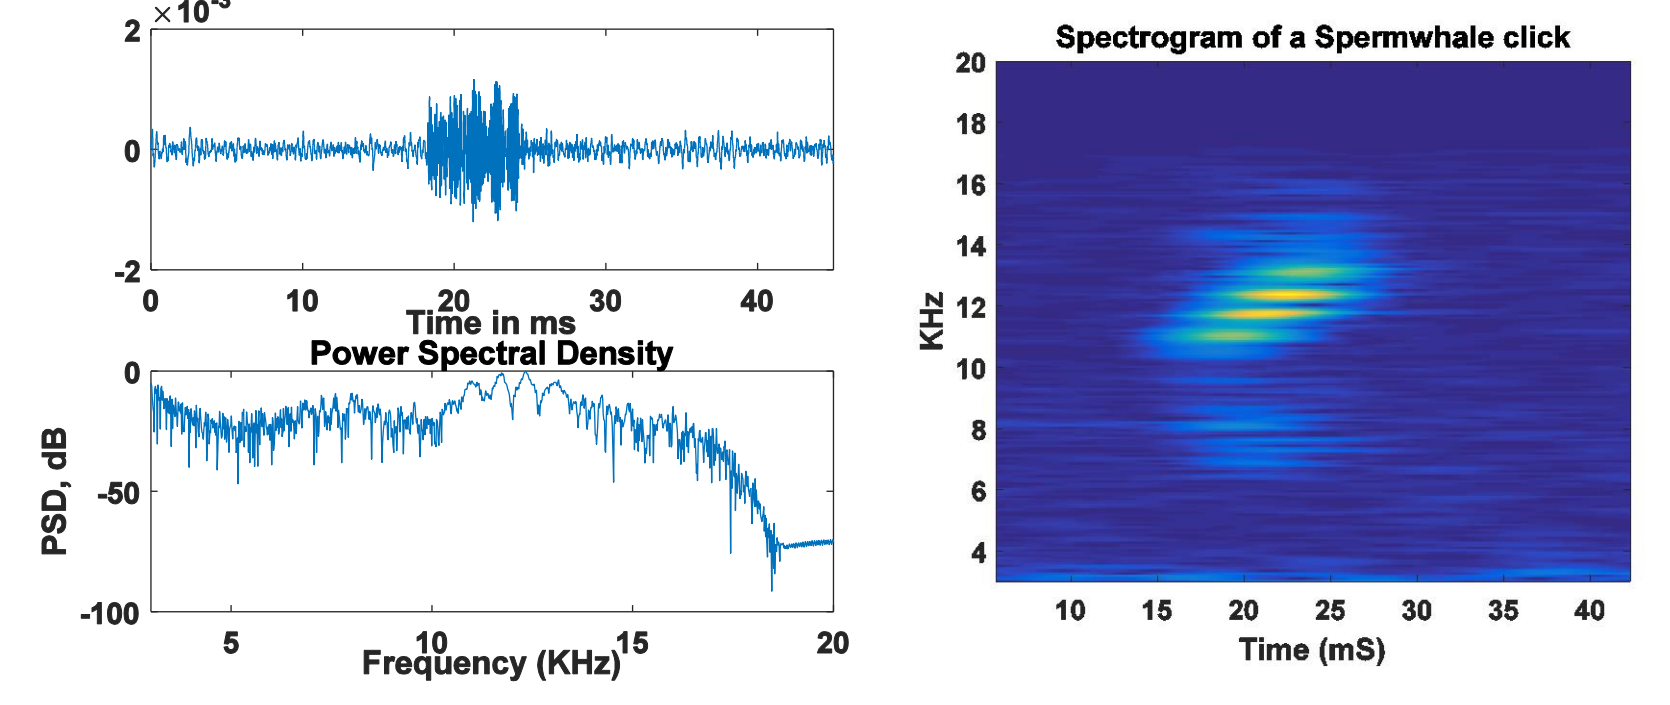 ×10-3
2
0
-2
0 10 20 30 40
Time in ms
Power Spectral Density
0
-50
-100
PSD, dB
5 10 15 20
Frequency (KHz)
Spectrogram of a Spermwhale click
20
18
16
14
12
10
8
6
4
KHz
10 15 20 25 30 35 40
Time (mS)